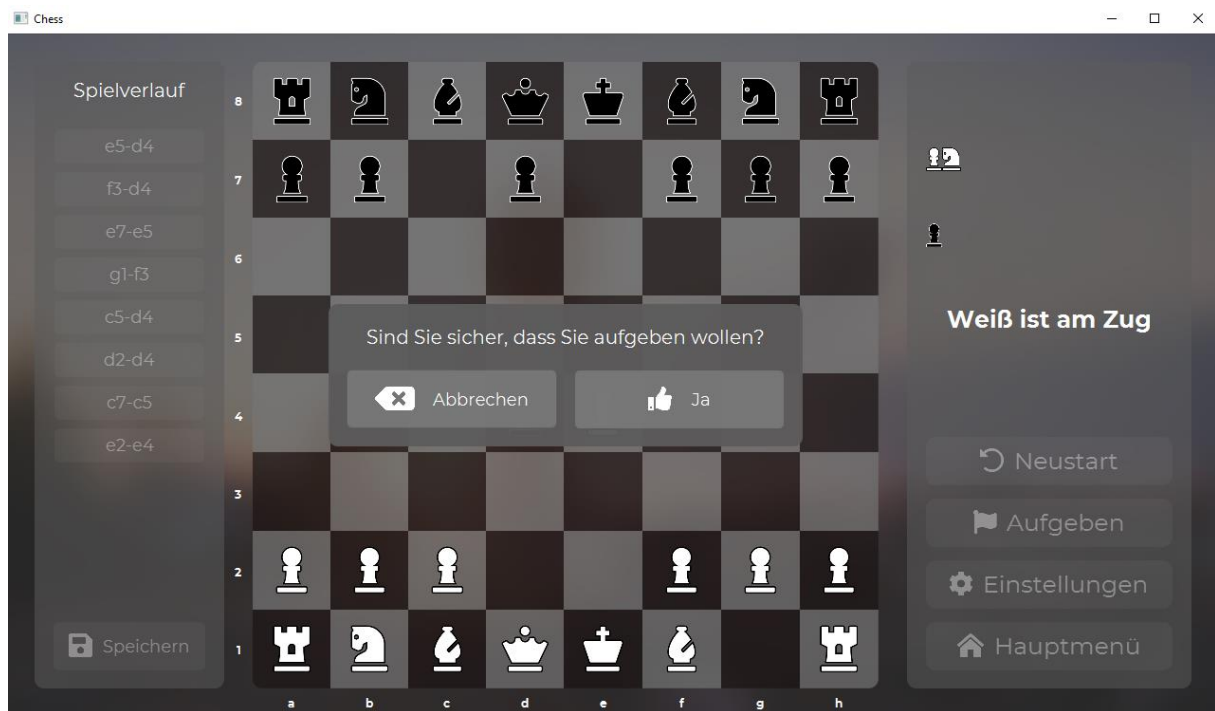 Chess
Spielverlauf
e5-d4
f3-d4
e7-e5
g1-f3
c5-d4
d2-d4
c7-c5
e2-e4
Speichern
8
7
6
5
4
3
2
1
a b c d e f g h
Sind Sie sicher, dass Sie aufgeben wollen?
Abbrechen
Ja
Weiß ist am Zug
Neustart
Aufgeben
Einstellungen
Hauptmenü